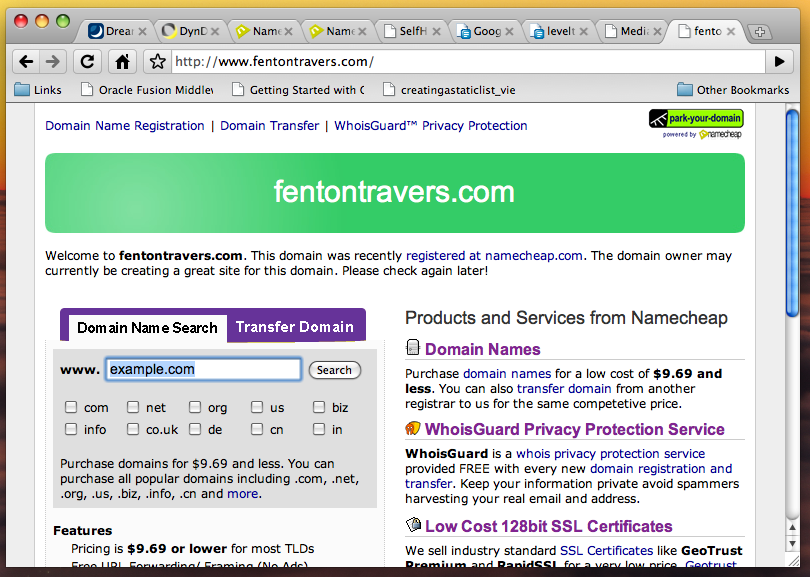 Drea
DynD
Name
Name
SelfH
Goog
levelt
Media
fento
http://www.fentontravers.com/
Links
Oracle Fusion Middlew
Getting Started with C
creatingastaticlist_vie
Other Bookmarks
Domain Name Registration | Domain Transfer | WhoisGuard™ Privacy Protection
park-your-domain
powered by namecheap
fentontravers.com
Welcome to fentontravers.com. This domain was recently registered at namecheap.com. The domain owner may
currently be creating a great site for this domain. Please check again later!
Domain Name Search
Transfer Domain
www. example.com Search
com net org us biz
info co.uk de cn in
Purchase domains for $9.69 and less. You can
purchase all popular domains including .com, .net,
.org, .us, .biz, .info, .cn and more.
Features
Pricing is $9.69 or lower for most TLDs
Free URL Forwarding/ Framing (No Ads)
Products and Services from Namecheap
Domain Names
Purchase domain names for a low cost of $9.69 and
less. You can also transfer domain from another
registrar to us for the same competetive price.
WhoisGuard Privacy Protection Service
WhoisGuard is a whois privacy protection service
provided FREE with every new domain registration and
transfer. Keep your information private avoid spammers
harvesting your real email and address.
Low Cost 128bit SSL Certificates
We sell industry standard SSL Certificates like GeoTrust
Premium and RapidSSL for a very low price. Geotrust